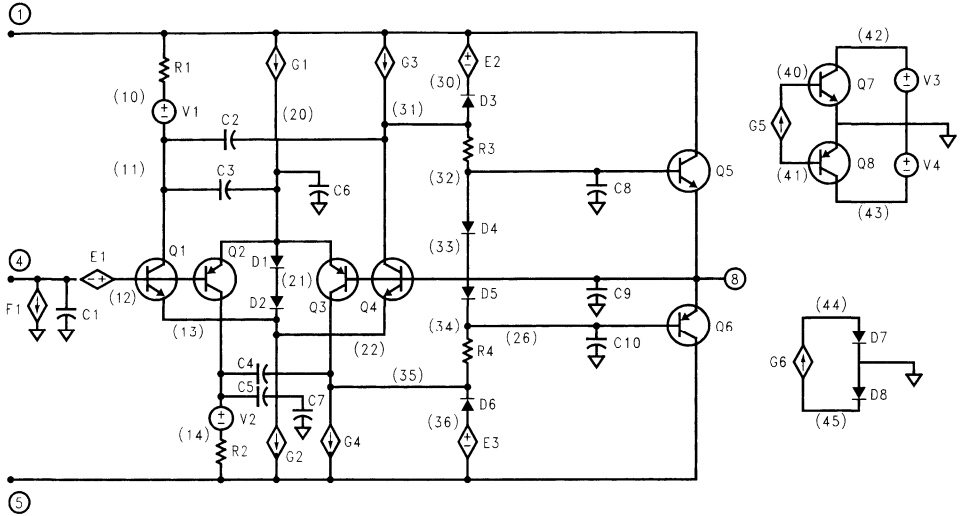 1
R1
G1
G3
E2
(42)
(10)
V1
(30)
D3
(40)
Q7
V3
(20)
(31)
C2
R3
G5
(11)
C3
C6
(32)
C8
Q5
(41)
Q8
V4
(43)
D4
4
E1
Q1
Q2
D1
(33)
8
(12)
(21)
Q3
Q4
D5
C9
F1
C1
D2
(13)
(22)
(34)
(26)
Q6
(44)
C10
R4
D7
C4
(35)
G6
C5
C7
D6
D8
V2
(36)
(14)
R2
G2
G4
E3
(45)
5